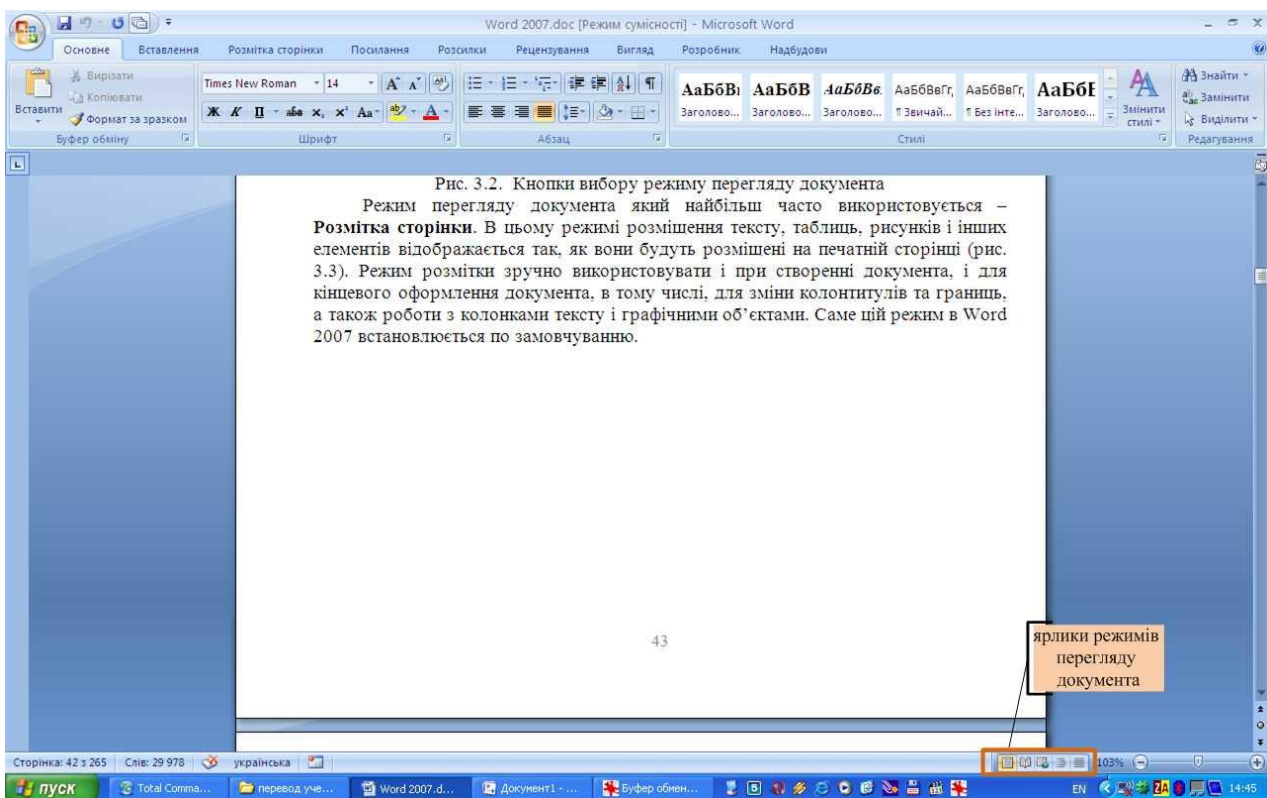 Word 2007.doc [Режим сумісності] - Microsoft Word
Основне Вставлення Розмітка сторінки Посилання Розсилки Рецензування Вигляд Розробник Надбудови
Вставити
Вирізати
Копіювати
Формат за зразком
Буфер обміну
Times New Roman 14
Ж К П abc x, x² Aa
Шрифт
Абзац
АаБбВı АаБбВ АаБбВв. АаБбВвГг, АаБбВвГг, АаБбЕ
Заголово... Заголово... Заголово... ¶ Звичай... ¶ Без інте... Заголово...
Змінити стилі
Стилі
Знайти
Замінити
Виділити
Редагування
Рис. 3.2. Кнопки вибору режиму перегляду документа
Режим перегляду документа який найбільш часто використовується –
Розмітка сторінки. В цьому режимі розміщення тексту, таблиць, рисунків і інших
елементів відображається так, як вони будуть розміщені на печатній сторінці (рис.
3.3). Режим розмітки зручно використовувати і при створенні документа, і для
кінцевого оформлення документа, в тому числі, для зміни колонтитулів та границь,
а також роботи з колонками тексту і графічними об’єктами. Саме цій режим в Word
2007 встановлюється по замовчуванню.
43
ярлики режимів
перегляду
документа
Сторінка: 42 з 265 Слів: 29 978 українська 103%
пуск Total Comma... перевод уче... Word 2007.d... Документ1 - ... Буфер обмен... EN 14:45